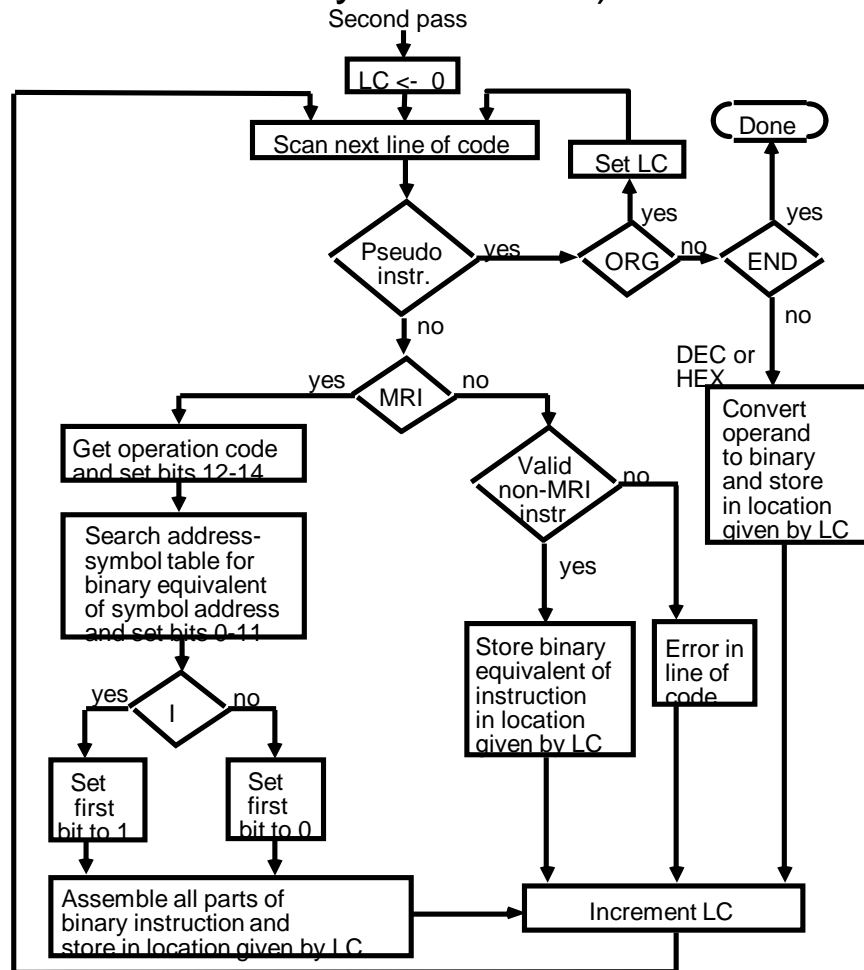 Second pass
LC <- 0
Scan next line of code
Set LC
Done
Pseudo
instr.
yes
ORG
yes
no
END
yes
no
no
DEC or
HEX
Convert
operand
to binary
and store
in location
given by LC
MRI
yes
no
Get operation code
and set bits 12-14
Search address-
symbol table for
binary equivalent
of symbol address
and set bits 0-11
I
yes
no
Set
first
bit to 1
Set
first
bit to 0
Assemble all parts of
binary instruction and
store in location given by LC
Valid
non-MRI
instr
no
yes
Store binary
equivalent of
instruction
in location
given by LC
Error in
line of
code
Increment LC